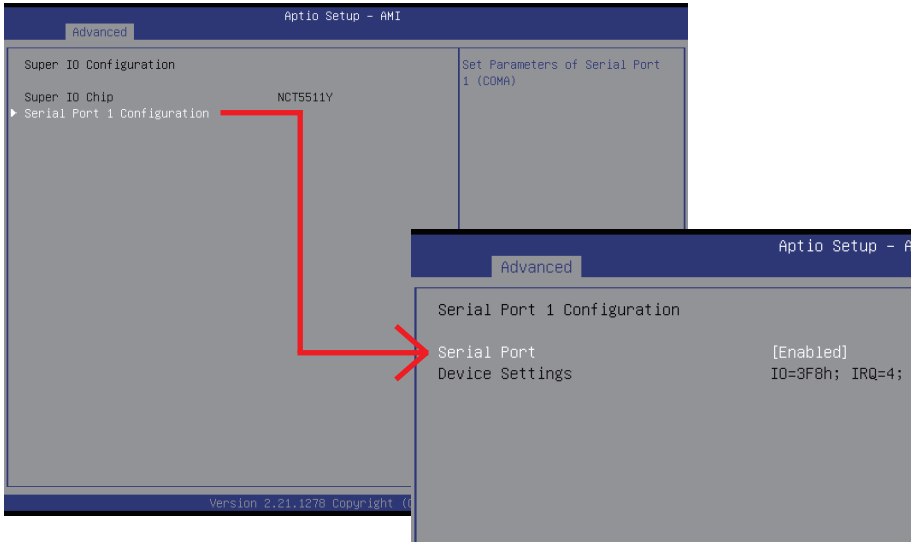 Aptio Setup – AMI
Advanced
Super IO Configuration
Super IO Chip NCT5511Y
Serial Port 1 Configuration
Set Parameters of Serial Port
1 (COMA)
Version 2.21.1278 Copyright (
Aptio Setup – A
Advanced
Serial Port 1 Configuration
Serial Port [Enabled]
Device Settings IO=3F8h; IRQ=4;